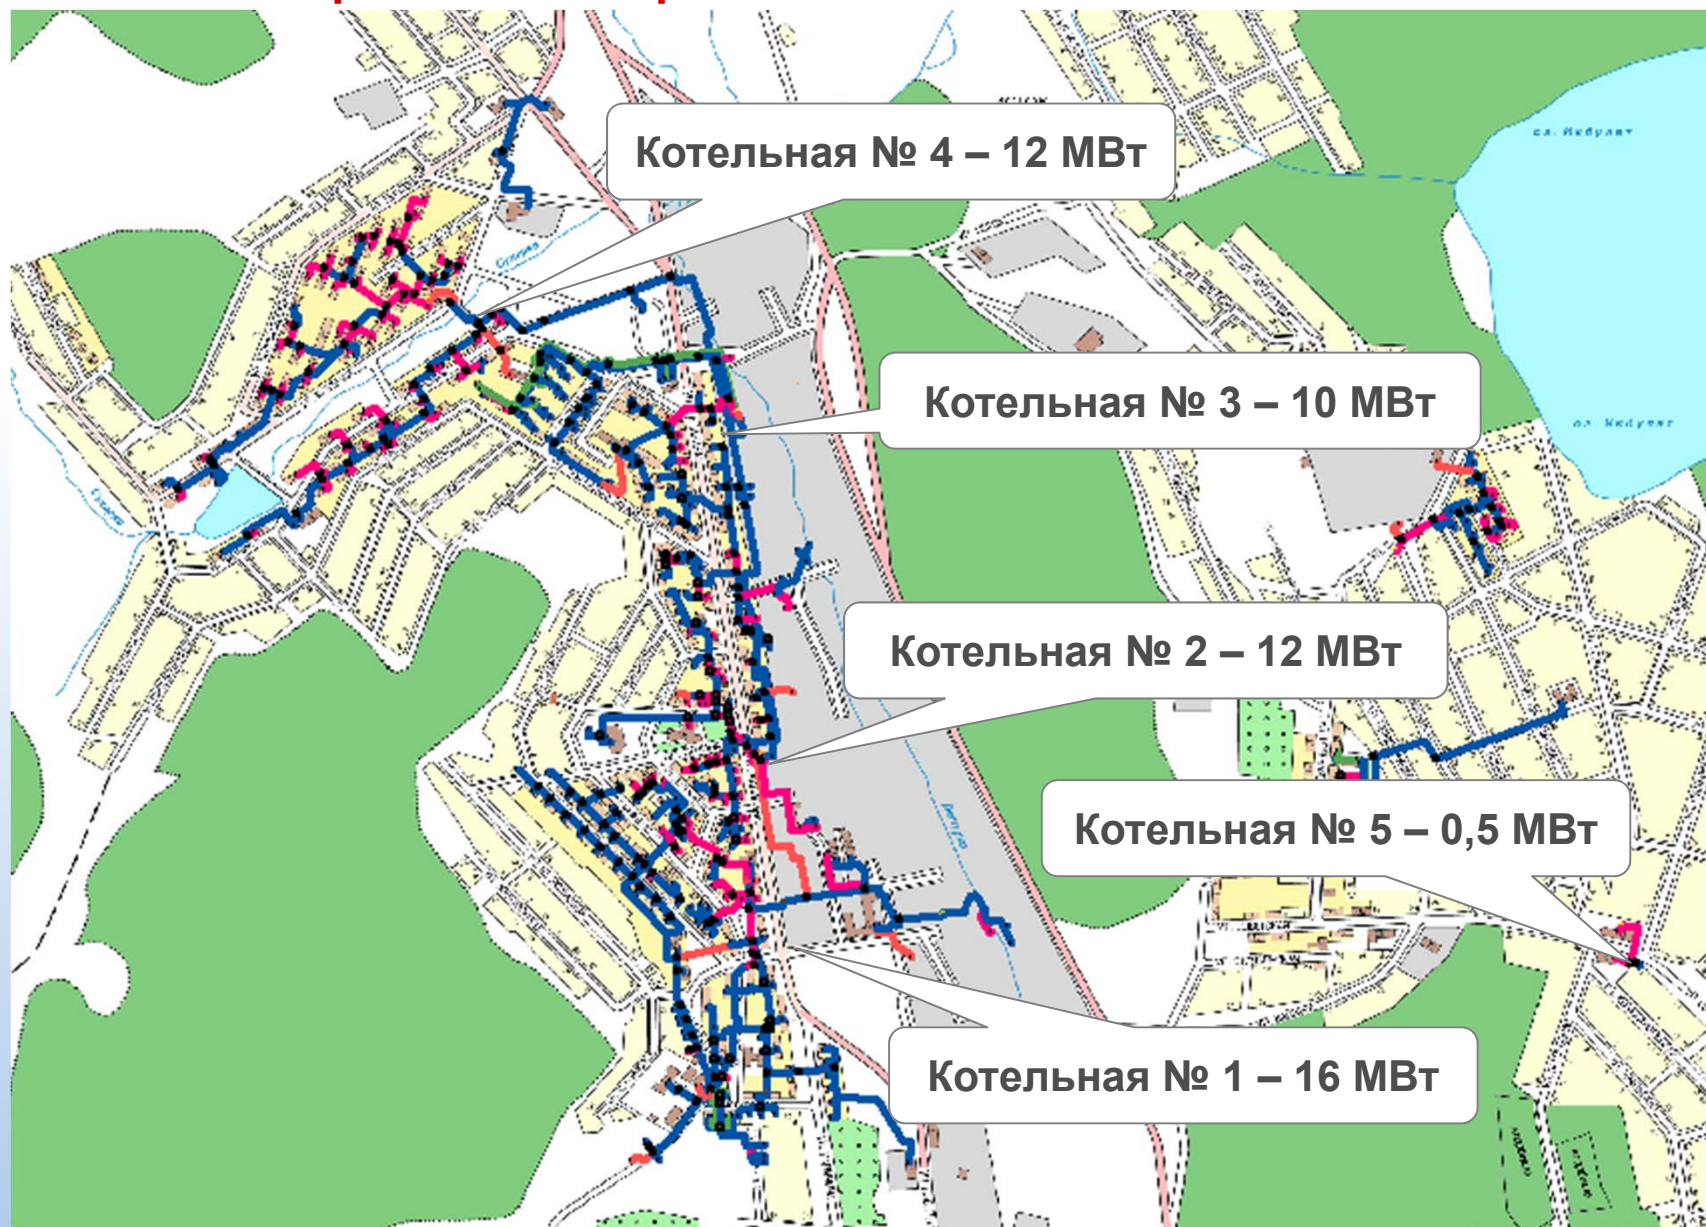 Котельная № 4 – 12 МВт
Котельная № 3 – 10 МВт
Котельная № 2 – 12 МВт
Котельная № 5 – 0,5 МВт
Котельная № 1 – 16 МВт